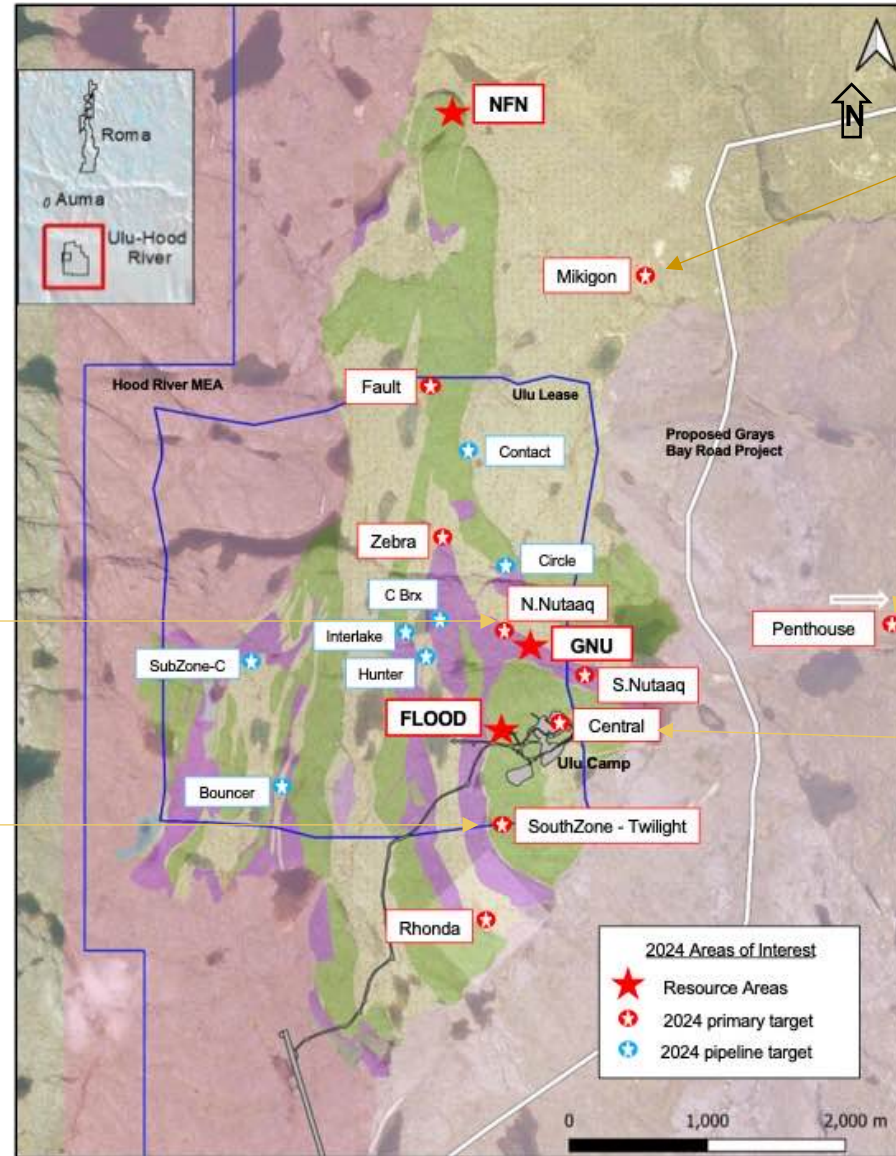 NFN
N
Roma
Auma
Ulu-Hood
River
Mikigon
Hood River MEA
Fault
Ulu Lease
Contact
Proposed Grays
Bay Road Project
Zebra
Circle
C Brx
N.Nutaaq
Interlake
GNU
Penthouse
SubZone-C
Hunter
S.Nutaaq
FLOOD
Central
Ulu Camp
Bouncer
SouthZone - Twilight
Rhonda
2024 Areas of Interest
Resource Areas
2024 primary target
2024 pipeline target
0 1,000 2,000 m